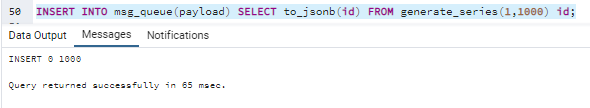 50 INSERT INTO msg_queue(payload) SELECT to_jsonb(id) FROM generate_series(1,1000) id;
Data Output Messages Notifications
INSERT 0 1000
Query returned successfully in 65 msec.